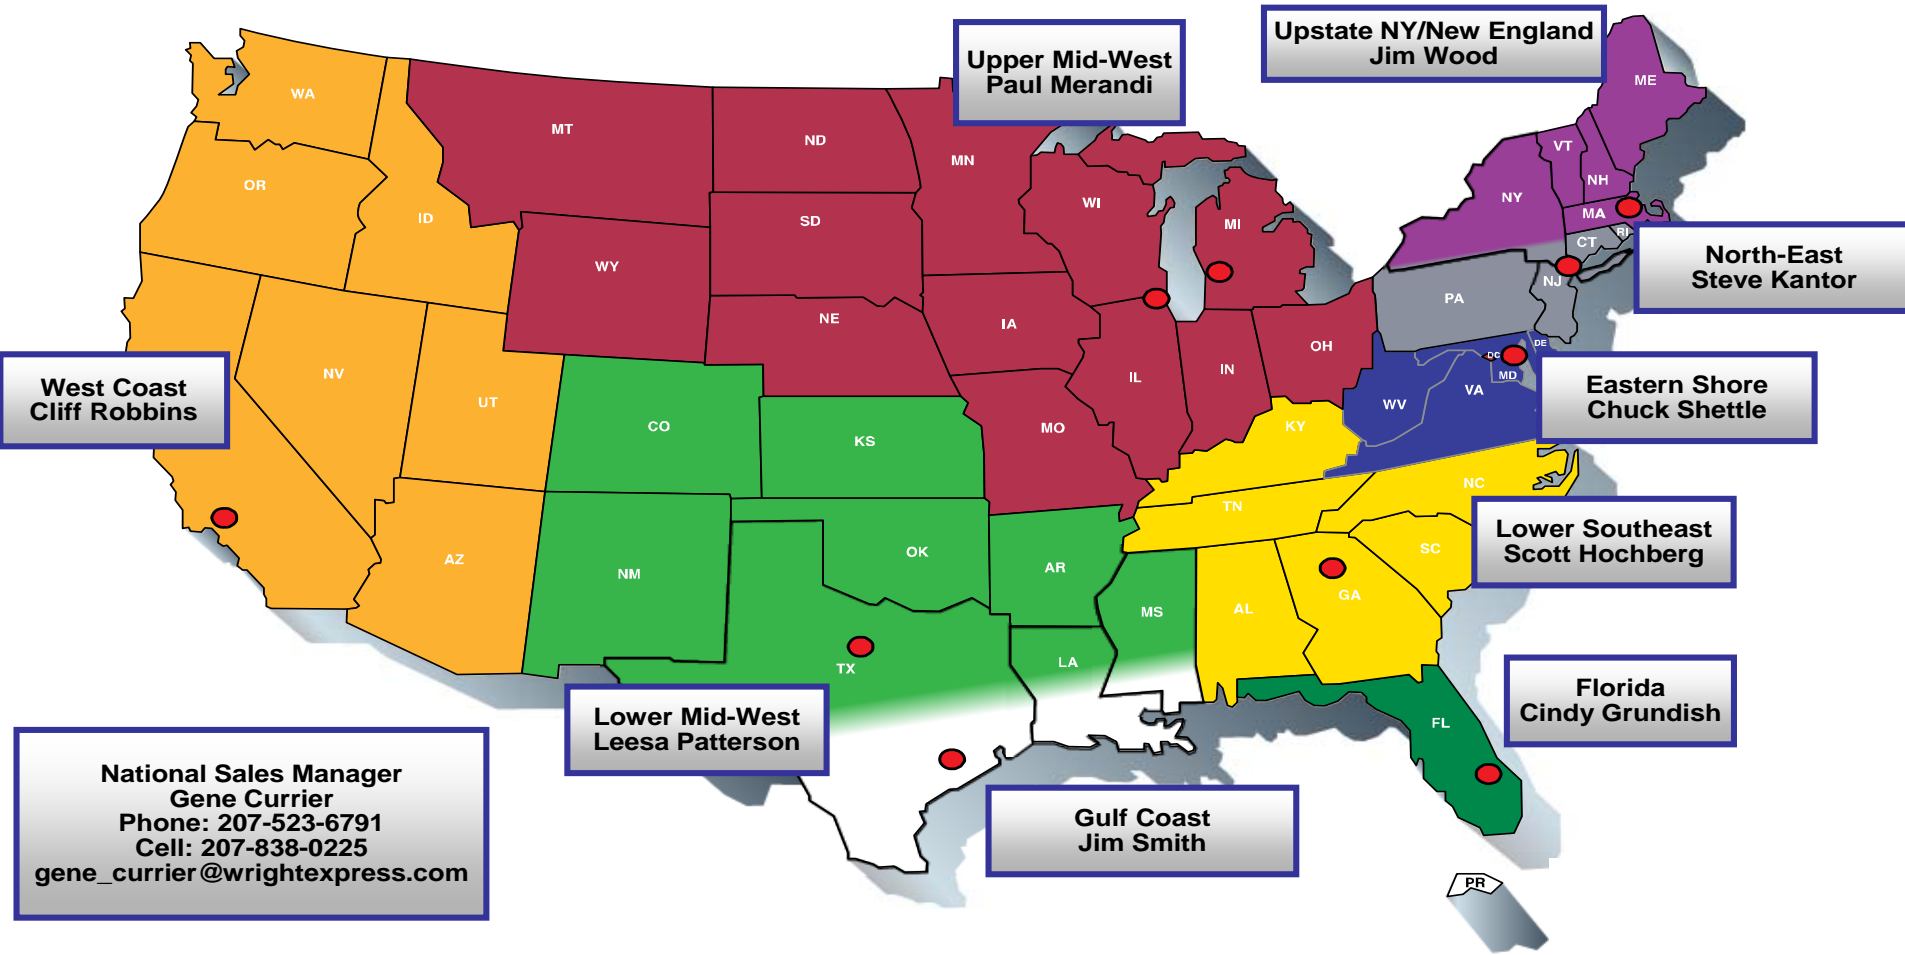 Upper Mid-West
Paul Merandi
Upstate NY/New England
Jim Wood
North-East
Steve Kantor
West Coast
Cliff Robbins
Eastern Shore
Chuck Shettle
Lower Southeast
Scott Hochberg
Florida
Cindy Grundish
Lower Mid-West
Leesa Patterson
Gulf Coast
Jim Smith
National Sales Manager
Gene Currier
Phone: 207-523-6791
Cell: 207-838-0225
gene_currier@wrightexpress.com
WA
OR
ID
MT
WY
ND
SD
NE
MN
IA
WI
MI
IL
IN
OH
MO
NV
UT
AZ
CO
KS
NM
OK
TX
AR
LA
MS
KY
TN
NC
SC
AL
GA
FL
WV
VA
DC
MD
DE
PA
NJ
NY
CT
RI
MA
VT
NH
ME
PR